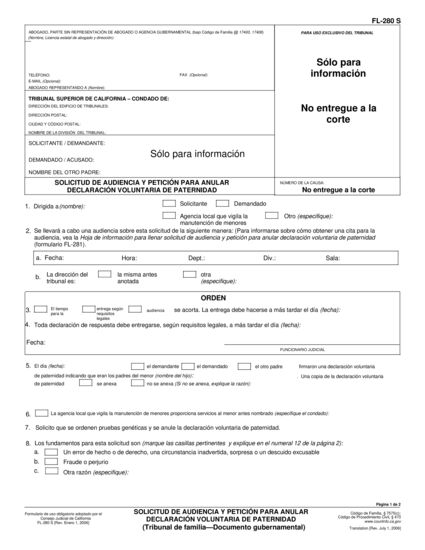 FL-280 S
ABOGADO, PARTE SIN REPRESENTACIÓN DE ABOGADO O AGENCIA GUBERNAMENTAL (bajo Código de Familia §§ 17400, 17406)
(Nombre, Licencia estatal de abogado y dirección):
PARA USO EXCLUSIVO DEL TRIBUNAL
Sólo para información
TELÉFONO:
FAX (Opcional):
E-MAIL (Opcional):
ABOGADO REPRESENTANDO A (Nombre):
TRIBUNAL SUPERIOR DE CALIFORNIA – CONDADO DE:
DIRECCIÓN DEL EDIFICIO DE TRIBUNALES:
DIRECCIÓN POSTAL:
CIUDAD Y CÓDIGO POSTAL:
NOMBRE DE LA DIVISIÓN DEL TRIBUNAL:
No entregue a la corte
SOLICITANTE / DEMANDANTE:
Sólo para información
DEMANDADO / ACUSADO:
NOMBRE DEL OTRO PADRE:
SOLICITUD DE AUDIENCIA Y PETICIÓN PARA ANULAR
DECLARACIÓN VOLUNTARIA DE PATERNIDAD
NÚMERO DE LA CAUSA:
No entregue a la corte
1. Dirigida a (nombre):
Solicitante
Demandado
Agencia local que vigila la manutención de menores
Otro (especifique):
2. Se llevará a cabo una audiencia sobre esta solicitud de la siguiente manera: (Para informarse sobre cómo obtener una cita para la
audiencia, vea la Hoja de información para llenar solicitud de audiencia y petición para anular declaración voluntaria de paternidad
(formulario FL-281).
a. Fecha: Hora: Dept.: Div.: Sala:
b. La dirección del tribunal es:
la misma antes anotada
otra (especifique):
ORDEN
3. El tiempo para la
entrega según requisitos legales
audiencia
se acorta. La entrega debe hacerse a más tardar el día (fecha):
4. Toda declaración de respuesta debe entregarse, según requisitos legales, a más tardar el día (fecha):
Fecha:
FUNCIONARIO JUDICIAL
5. El día (fecha): el demandante el demandado el otro padre firmaron una declaración voluntaria
de paternidad indicando que eran los padres del menor (nombre del hijo): Una copia de la declaración voluntaria
de paternidad se anexa no se anexa (Si no se anexa, explique la razón):
6. La agencia local que vigila la manutención de menores proporciona servicios al menor antes nombrado (especifique el condado):
7. Solicito que se ordenen pruebas genéticas y se anule la declaración voluntaria de paternidad.
8. Los fundamentos para esta solicitud son (marque las casillas pertinentes y explique en el numeral 12 de la página 2):
a. Un error de hecho o de derecho, una circunstancia inadvertida, sorpresa o un descuido excusable
b. Fraude o perjurio
c. Otra razón (especifique):
Página 1 de 2
Formulario de uso obligatorio adoptado por el
Consejo Judicial de California
FL-280 S [Rev. Enero 1, 2006]
SOLICITUD DE AUDIENCIA Y PETICIÓN PARA ANULAR
DECLARACIÓN VOLUNTARIA DE PATERNIDAD
(Tribunal de familia—Documento gubernamental)
Código de Familia, § 7575(c);
Código de Procedimiento Civil, § 473
www.courtinfo.ca.gov
Translation [Rev. July 1, 2006]